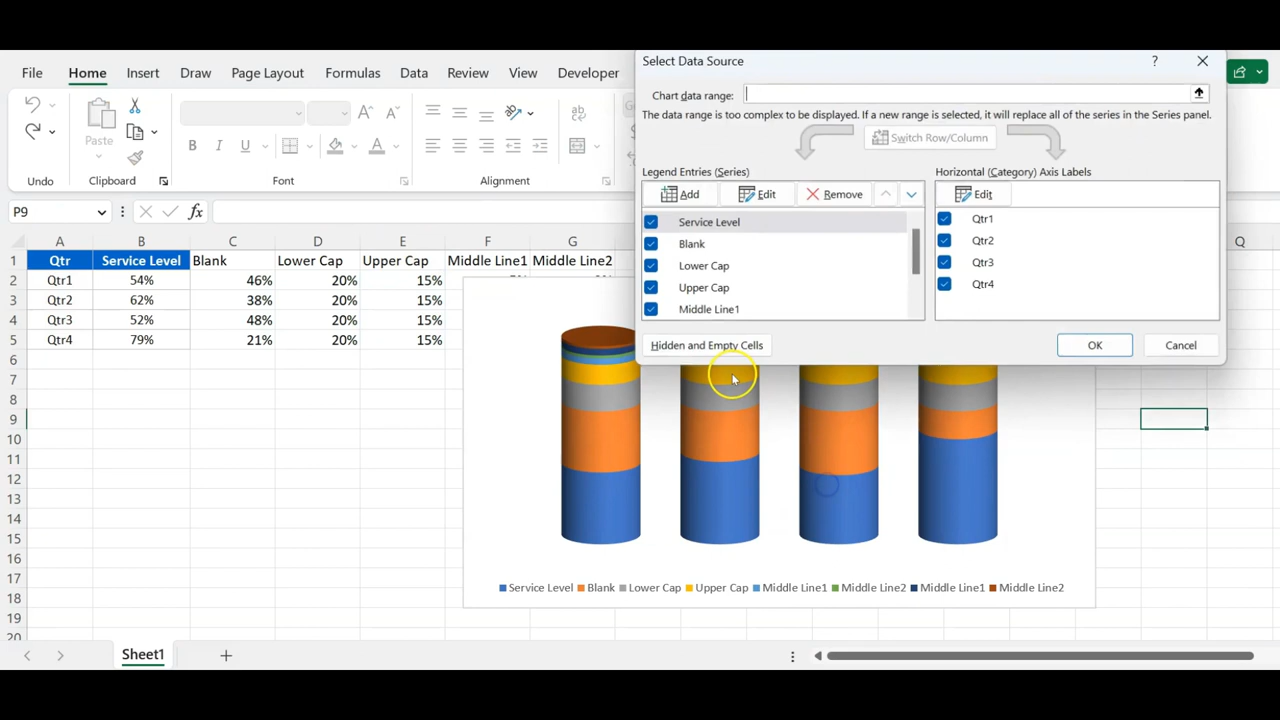 File Home Insert Draw Page Layout Formulas Data Review View Developer
Select Data Source ?
Chart data range:
The data range is too complex to be displayed. If a new range is selected, it will replace all of the series in the Series panel.
Switch Row/Column
Legend Entries (Series) Horizontal (Category) Axis Labels
Add Edit Remove Edit
Service Level Qtr1
Blank Qtr2
Lower Cap Qtr3
Upper Cap Qtr4
Middle Line1
Hidden and Empty Cells OK Cancel
Paste
B I U A
Undo Clipboard Font Alignment
P9 fx
A B C D E F G Q
1 Qtr Service Level Blank Lower Cap Upper Cap Middle Line1 Middle Line2
2 Qtr1 54% 46% 20% 15%
3 Qtr2 62% 38% 20% 15%
4 Qtr3 52% 48% 20% 15%
5 Qtr4 79% 21% 20% 15%
6
7
8
9
10
11
12
13
14
15
16
17
18
19
20
Service Level Blank Lower Cap Upper Cap Middle Line1 Middle Line2 Middle Line1 Middle Line2
Sheet1